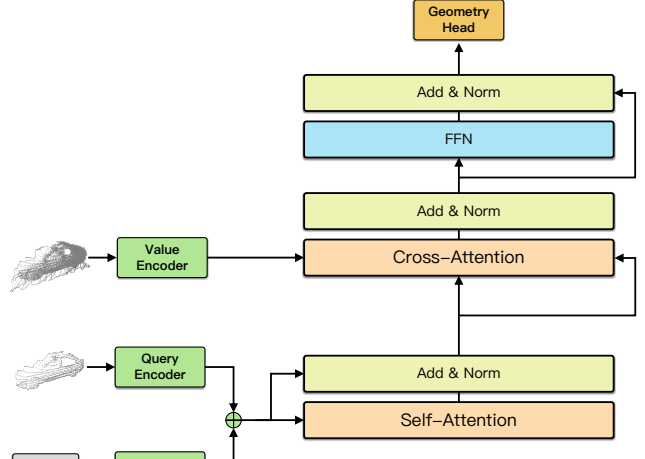 Geometry
Head
Add & Norm
FFN
Add & Norm
Value
Encoder
Cross-Attention
Query
Encoder
Add & Norm
Self-Attention